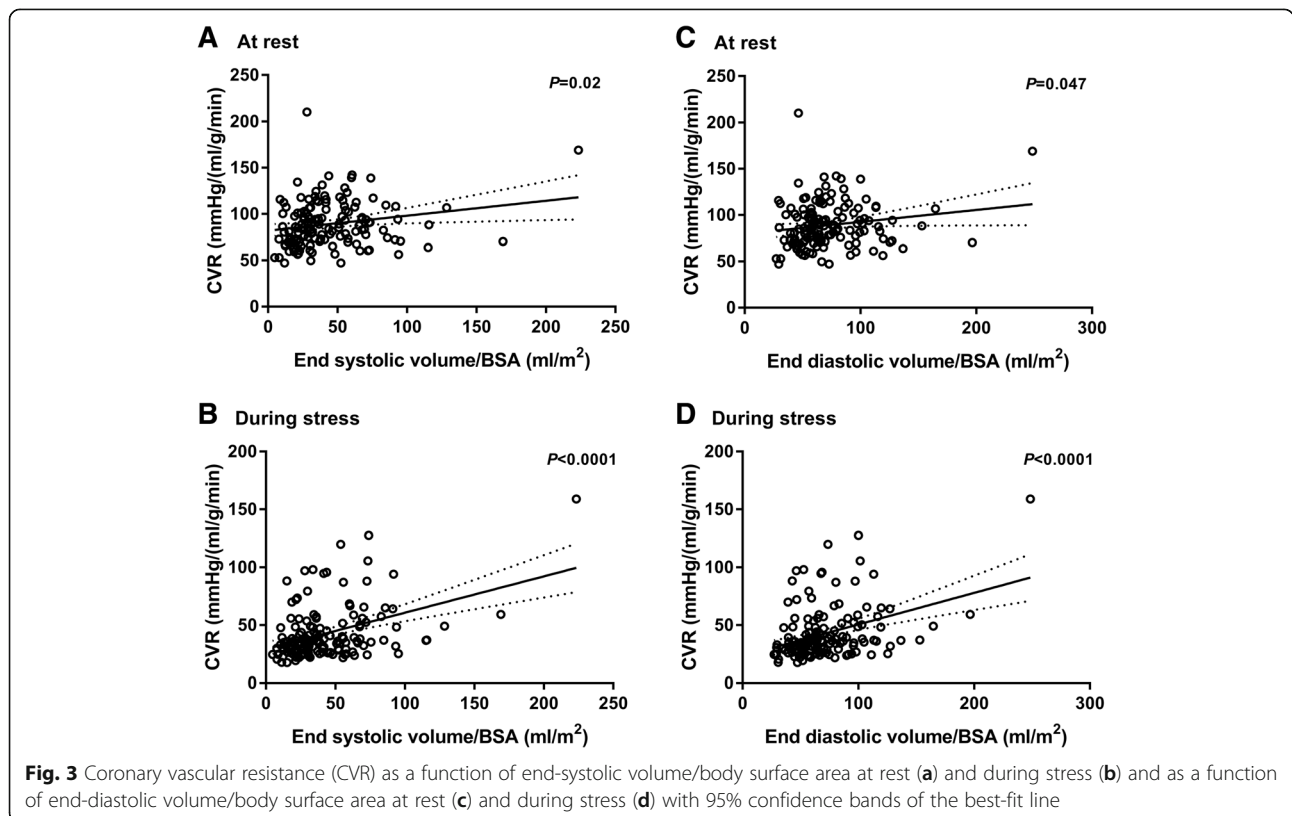 A At rest
P=0.02
CVR (mmHg/(ml/g/min)
250
200
150
100
50
0
0 50 100 150 200 250
End systolic volume/BSA (ml/m²)
C At rest
P=0.047
CVR (mmHg/(ml/g/min)
250
200
150
100
50
0
0 100 200 300
End diastolic volume/BSA (ml/m²)
B During stress
P<0.0001
CVR (mmHg/(ml/g/min)
200
150
100
50
0
0 50 100 150 200 250
End systolic volume/BSA (ml/m²)
D During stress
P<0.0001
CVR (mmHg/(ml/g/min)
200
150
100
50
0
0 100 200 300
End diastolic volume/BSA (ml/m²)
Fig. 3 Coronary vascular resistance (CVR) as a function of end-systolic volume/body surface area at rest (a) and during stress (b) and as a function
of end-diastolic volume/body surface area at rest (c) and during stress (d) with 95% confidence bands of the best-fit line